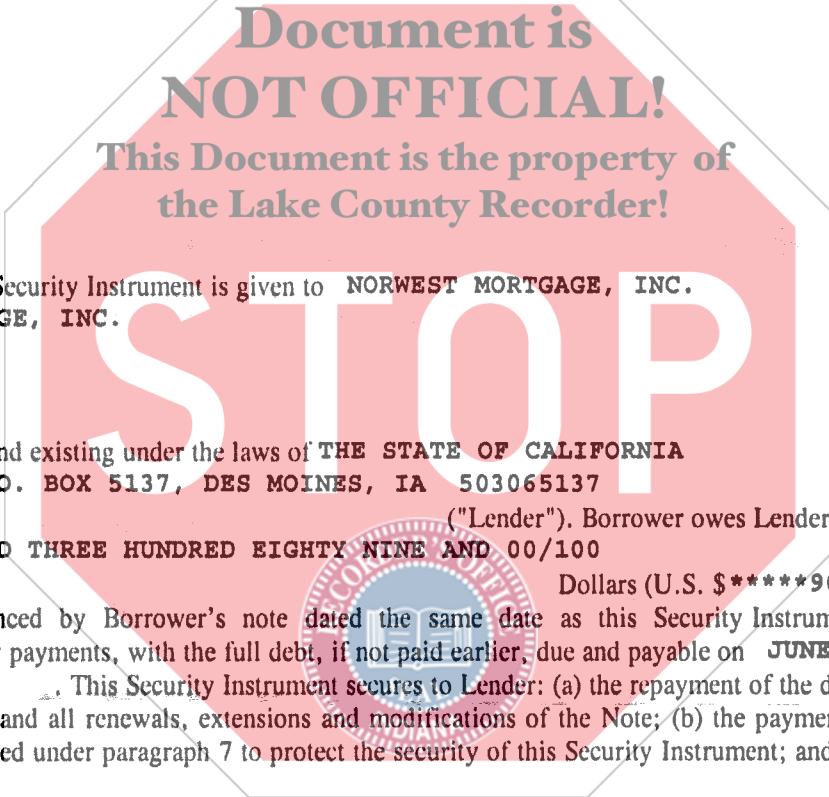 Document is
NOT OFFICIAL!
This Document is the property of
the Lake County Recorder!
Security Instrument is given to NORWEST MORTGAGE, INC.
GE, INC.
STOP
nd existing under the laws of THE STATE OF CALIFORNIA
O. BOX 5137, DES MOINES, IA 503065137
("Lender"). Borrower owes Lender
D THREE HUNDRED EIGHTY NINE AND 00/100
Dollars (U.S. $*****9
nced by Borrower's note dated the same date as this Security Instrum
payments, with the full debt, if not paid earlier, due and payable on JUNE
. This Security Instrument secures to Lender: (a) the repayment of the d
and all renewals, extensions and modifications of the Note; (b) the paymen
ed under paragraph 7 to protect the security of this Security Instrument; and
RECORDER'S OFFICE
INDIANA